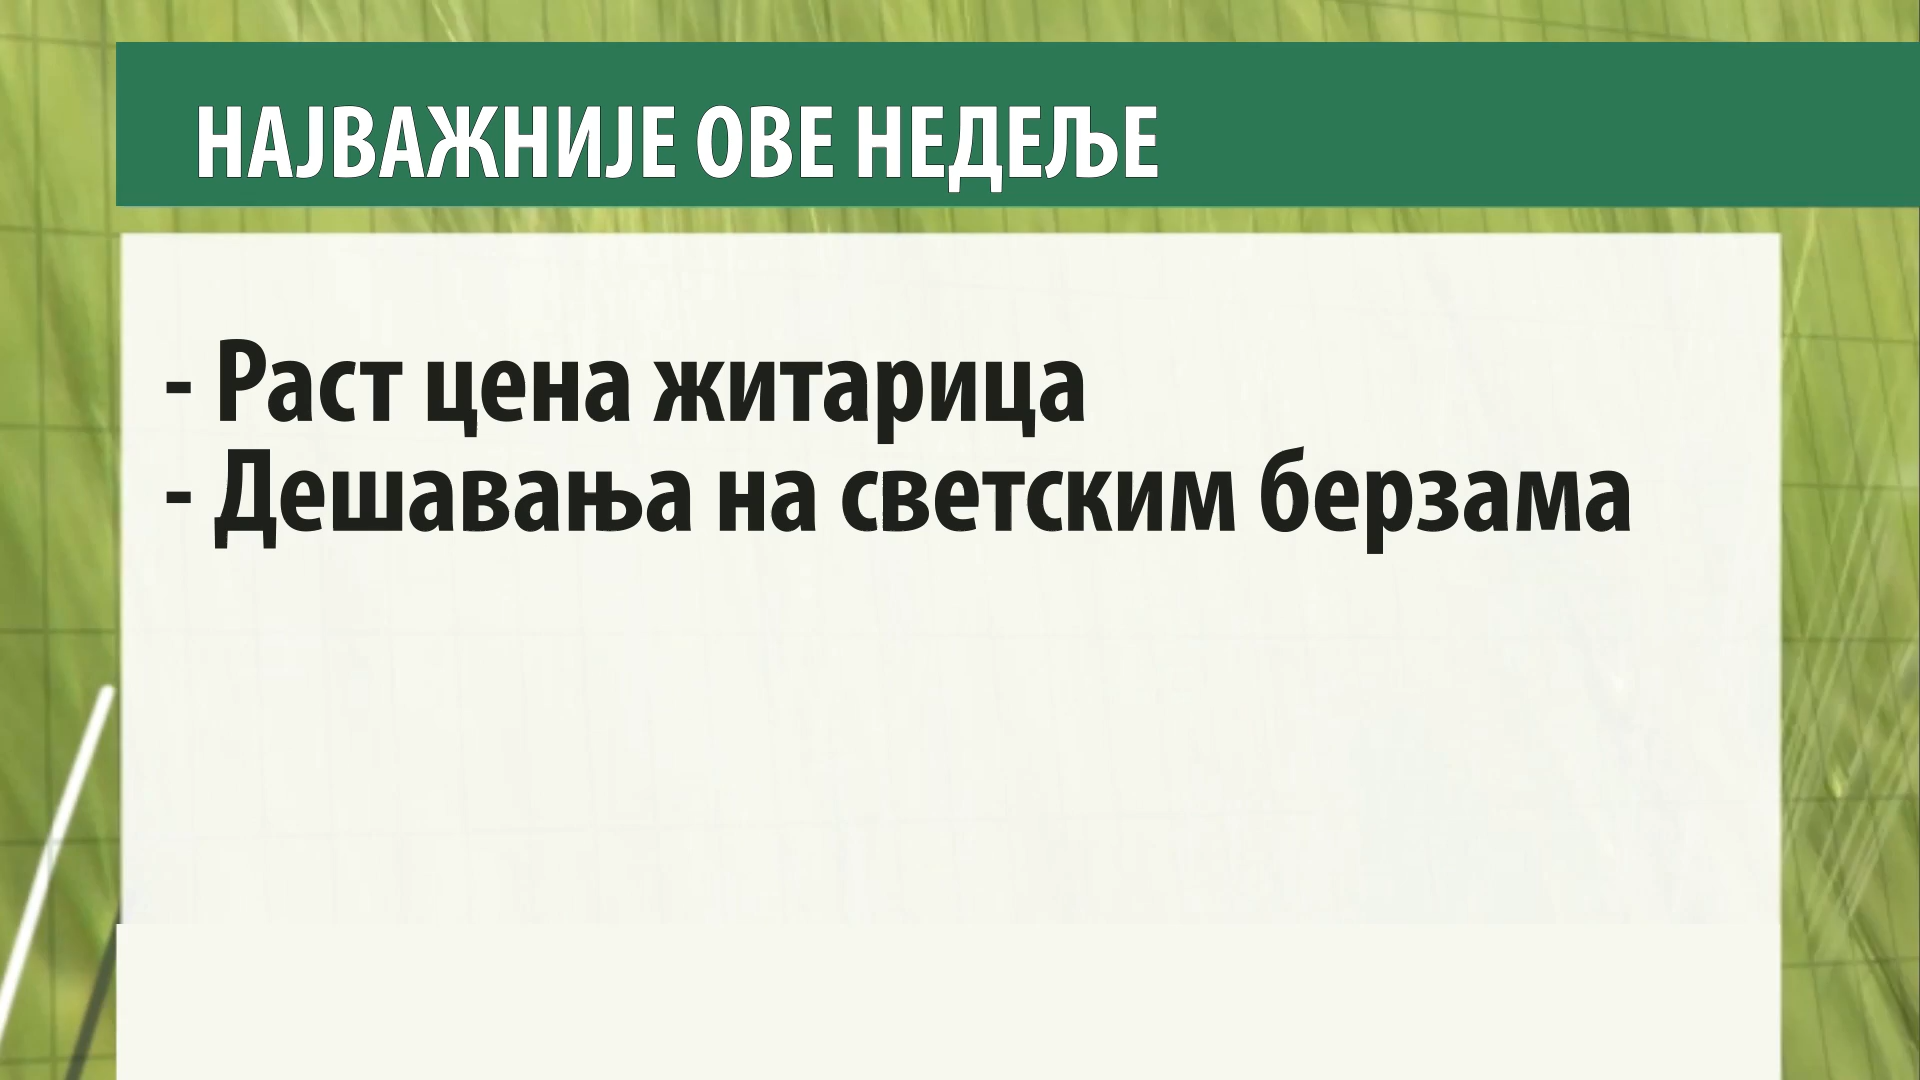 НАЈВАЖНИЈЕ ОВЕ НЕДЕЉЕ
- Раст цена житарица
- Дешавања на светским берзама